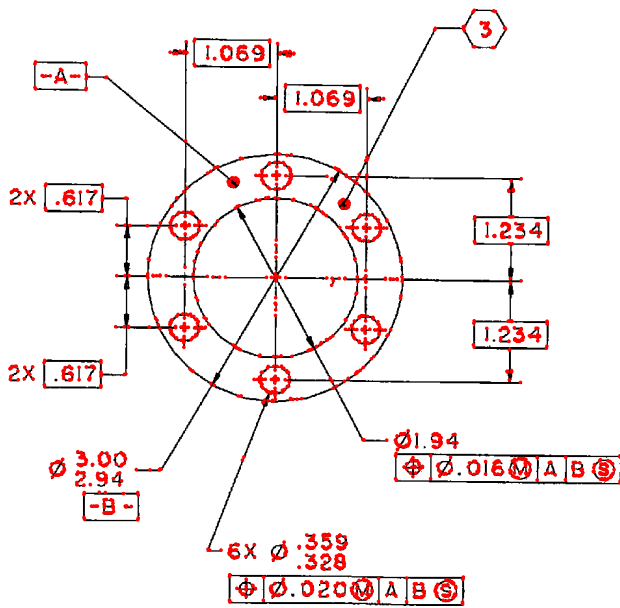 3
1.069
-A-
1.069
2X .617
1.234
1.234
2X .617
Ø1.94
⌖ Ø.016Ⓜ A B Ⓢ
Ø 3.00
2.94
-B-
6X Ø .359
.328
⌖ Ø.020Ⓜ A B Ⓢ